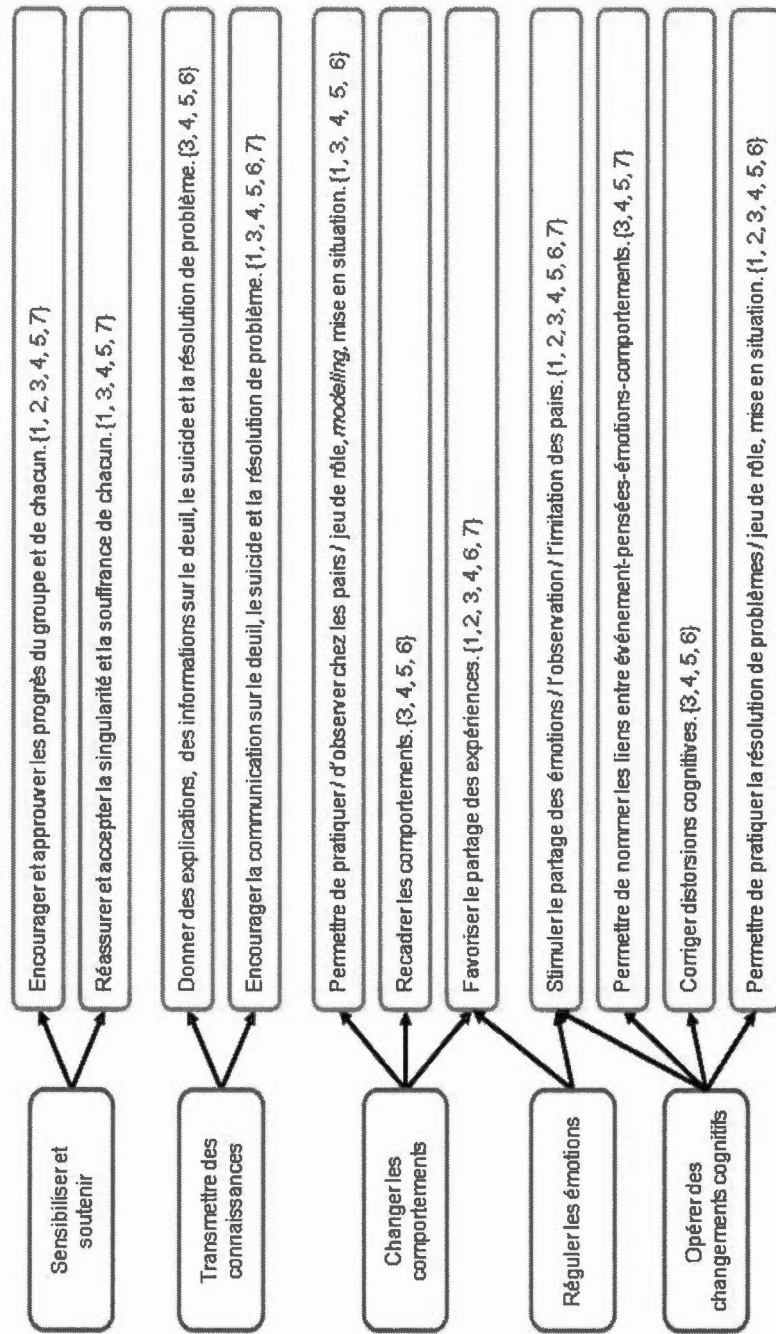 Sensibiliser et
soutenir
Encourager et approuver les progrès du groupe et de chacun. {1, 2, 3, 4, 5, 7}
Réassurer et accepter la singularité et la souffrance de chacun. {1, 3, 4, 5, 7}
Transmettre des
connaissances
Donner des explications, des informations sur le deuil, le suicide et la résolution de problème. {3, 4, 5, 6}
Encourager la communication sur le deuil, le suicide et la résolution de problème. {1, 3, 4, 5, 6, 7}
Changer les
comportements
Permettre de pratiquer / d'observer chez les pairs / jeu de rôle, modeling, mise en situation. {1, 3, 4, 5, 6}
Recadrer les comportements. {3, 4, 5, 6}
Favoriser le partage des expériences. {1, 2, 3, 4, 6, 7}
Réguler les émotions
Stimuler le partage des émotions / l'observation / l'imitation des pairs. {1, 2, 3, 4, 5, 6, 7}
Opérer des
changements cognitifs
Permettre de nommer les liens entre événement-pensées-émotions-comportements. {3, 4, 5, 7}
Corriger distorsions cognitives. {3, 4, 5, 6}
Permettre de pratiquer la résolution de problèmes / jeu de rôle, mise en situation. {1, 2, 3, 4, 5, 6}